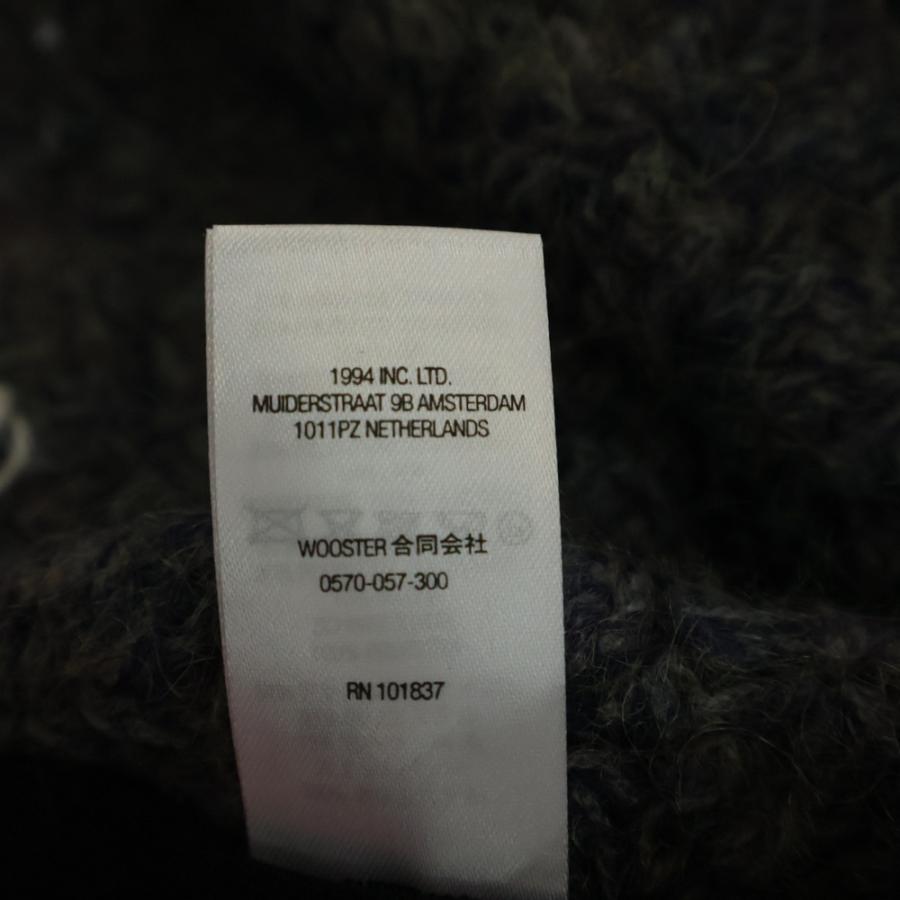 1994 INC. LTD.
MUIDERSTRAAT 9B AMSTERDAM
1011PZ NETHERLANDS
WOOSTER 合同会社
0570-057-300
RN 101837